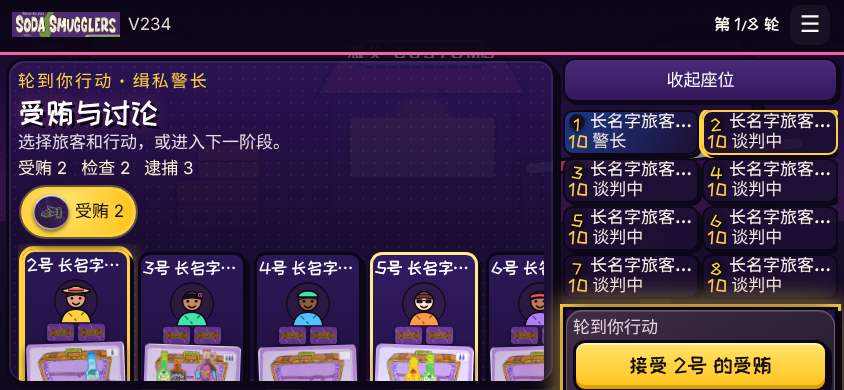 SODA SMUGGLERS V234
第 1/8 轮
轮到你行动・缉私警长
受贿与讨论
选择旅客和行动，或进入下一阶段。
受贿 2 检查 2 逮捕 3
受贿 2
2号 长名字…
3号 长名字…
4号 长名字…
5号 长名字…
6号 长
收起座位
1 长名字旅客…
10 警长
2 长名字旅客…
10 谈判中
3 长名字旅客…
10 谈判中
4 长名字旅客…
10 谈判中
5 长名字旅客…
10 谈判中
6 长名字旅客…
10 谈判中
7 长名字旅客…
10 谈判中
8 长名字旅客…
10 谈判中
轮到你行动
接受 2号 的受贿